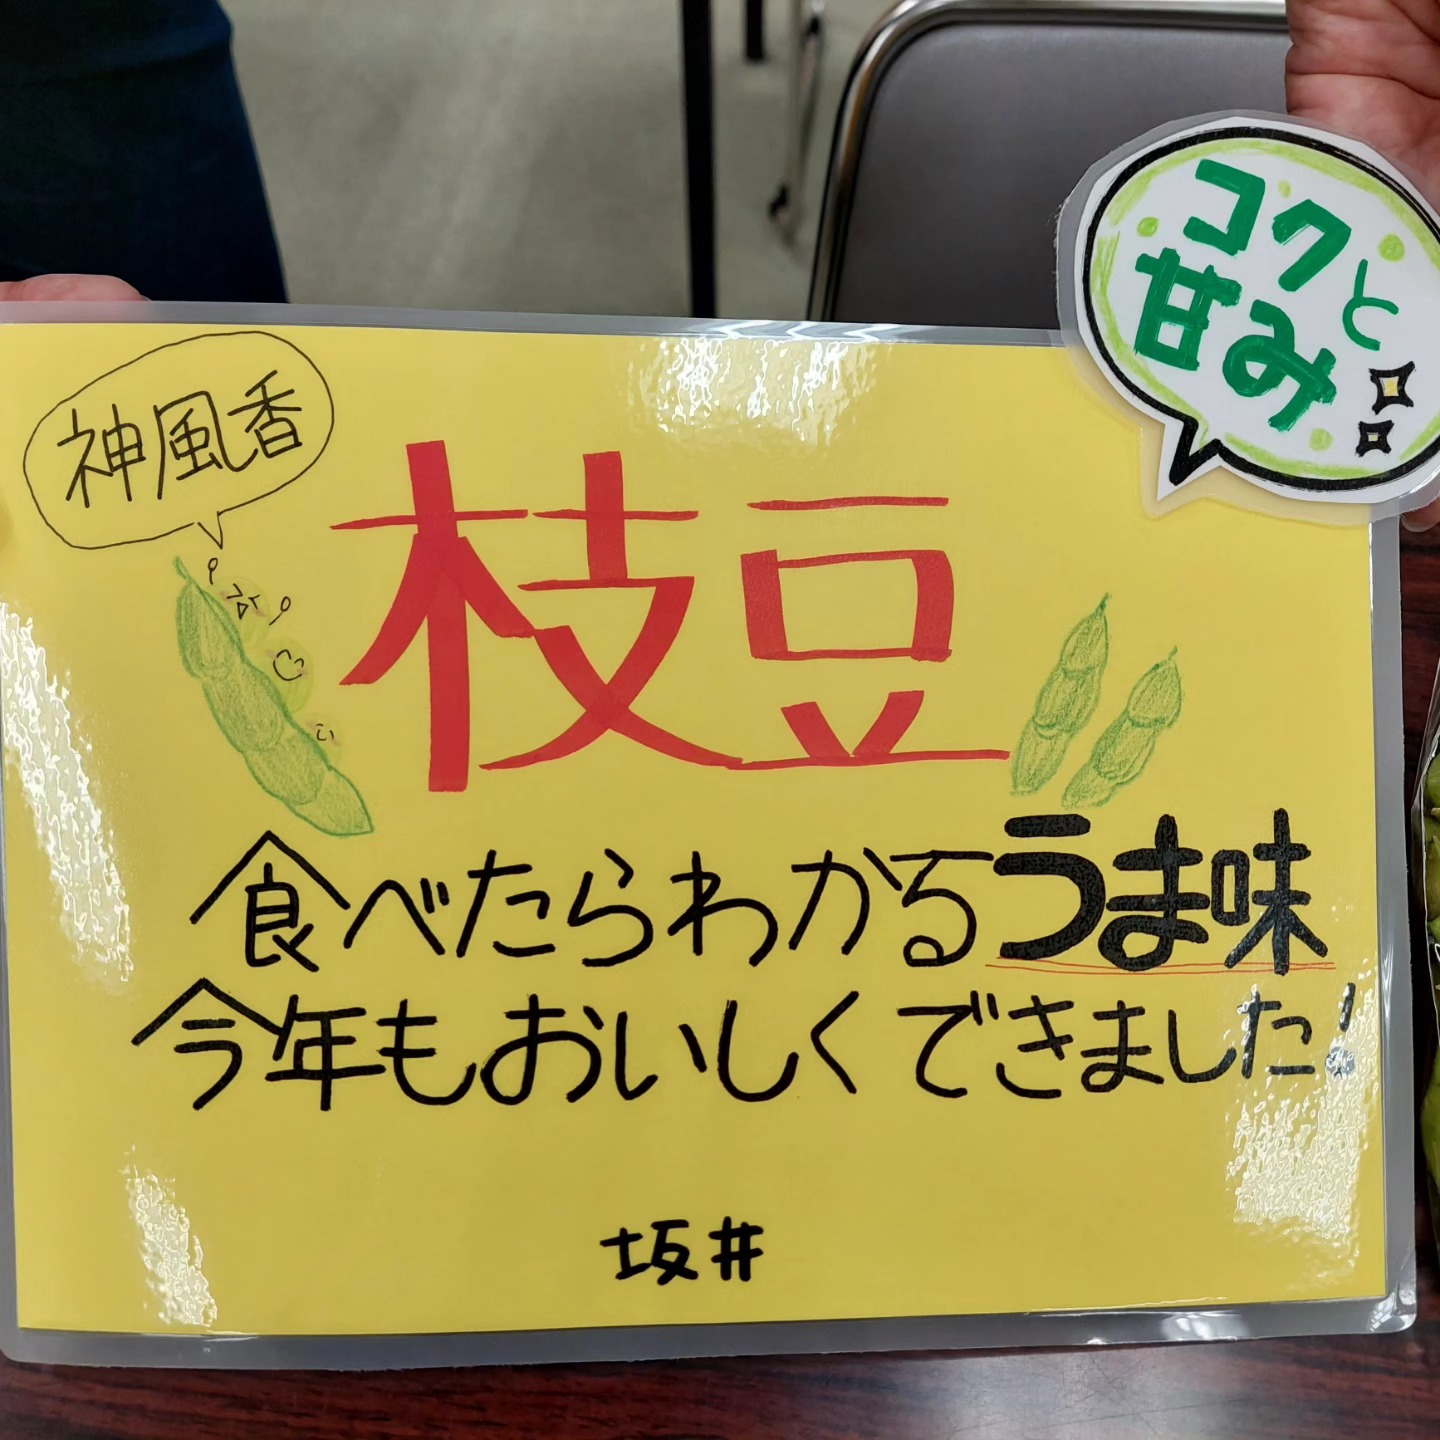 コクと
甘み
神風香
枝豆
食べたらわかるうま味
今年もおいしくできました!
坂井